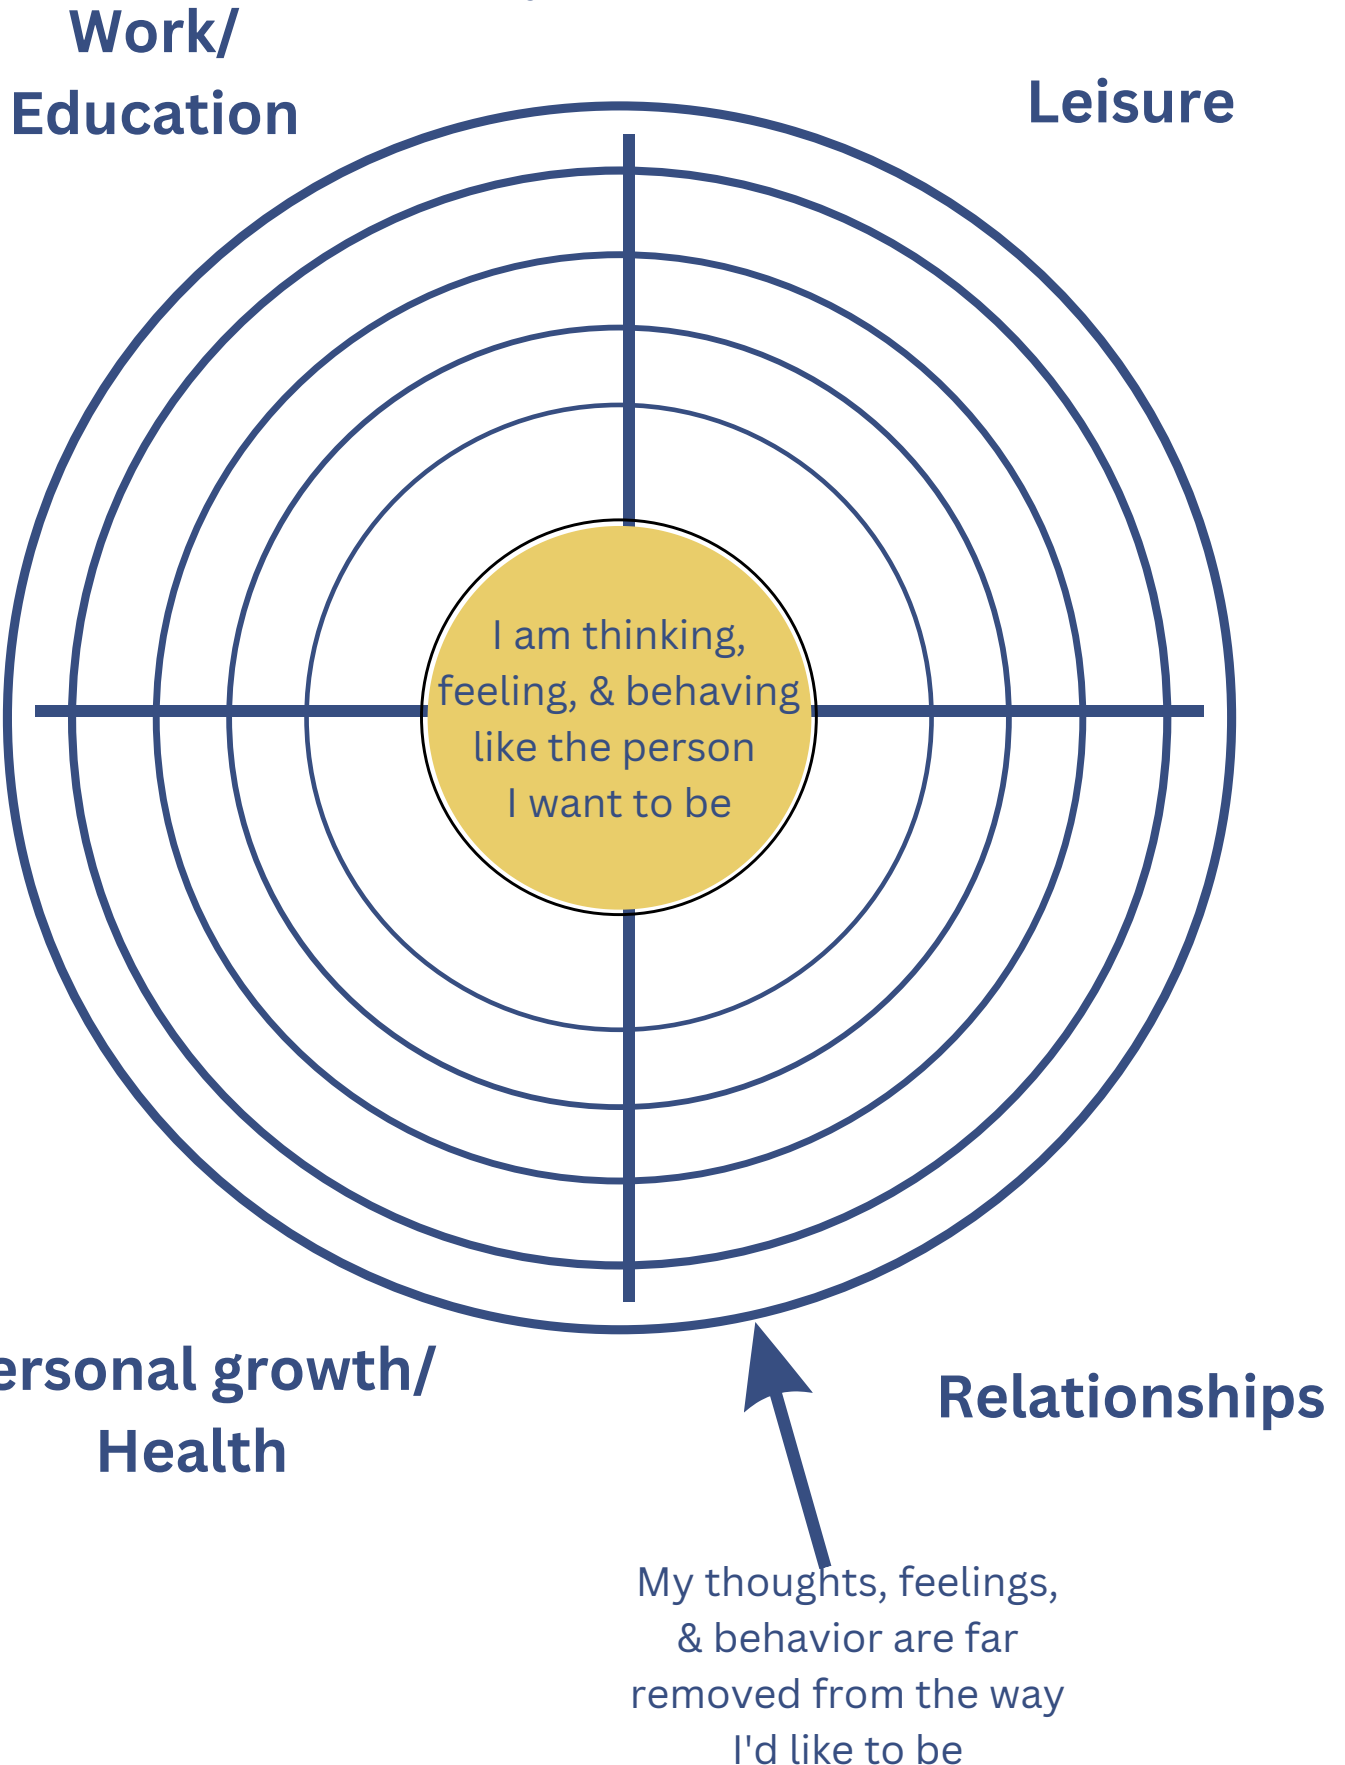 Work/
Education
Leisure
I am thinking,
feeling, & behaving
like the person
I want to be
ersonal growth/
Health
Relationships
My thoughts, feelings,
& behavior are far
removed from the way
I'd like to be